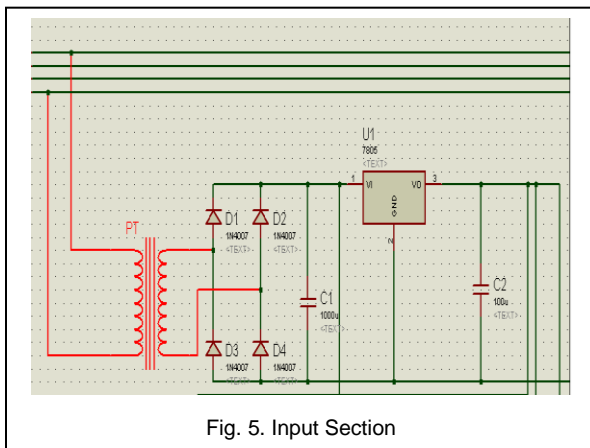 U1
7805
<TEXT>
1
VI
VO
3
GND
2
PT
D1
1N4007
<TEXT>
D2
1N4007
<TEXT>
C1
1000u
<TEXT>
C2
100u
<TEXT>
D3
1N4007
<TEXT>
D4
1N4007
<TEXT>
Fig. 5. Input Section